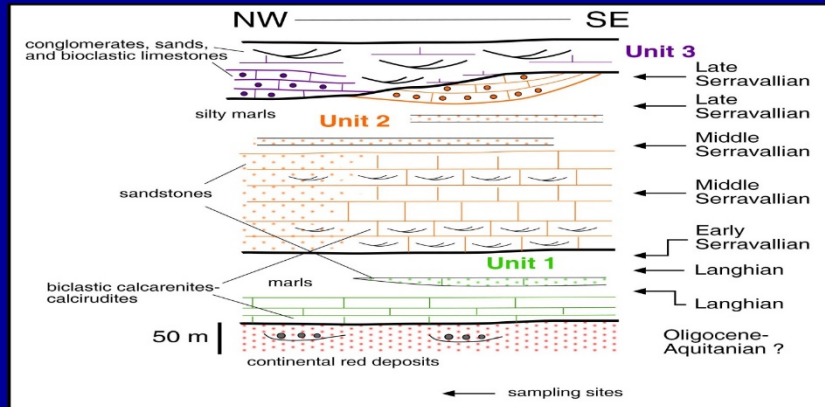 NW SE
conglomerates, sands,
and bioclastic limestones
Unit 3
Late
Serravallian
Late
Serravallian
silty marls
Unit 2
Middle
Serravallian
sandstones
Middle
Serravallian
Early
Serravallian
Unit 1
Langhian
marls
biclastic calcarenites-
calcirudites
Langhian
50 m
Oligocene-
Aquitanian ?
continental red deposits
sampling sites